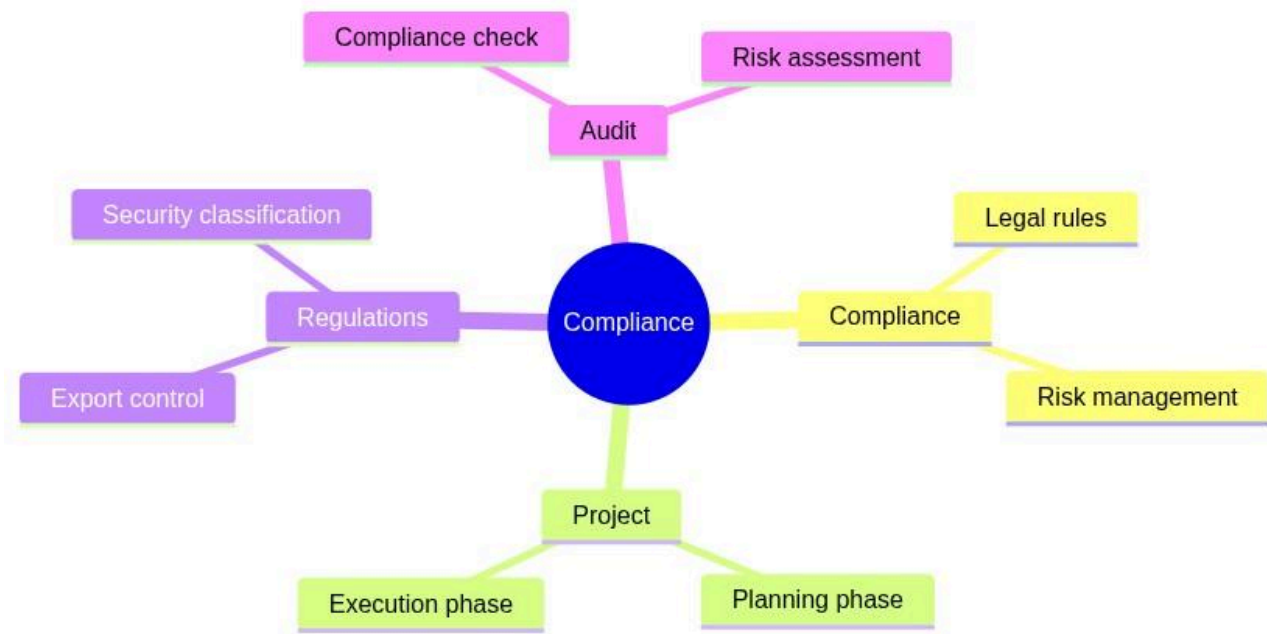 Compliance check
Risk assessment
Audit
Security classification
Legal rules
Regulations
Compliance
Compliance
Export control
Risk management
Project
Execution phase
Planning phase